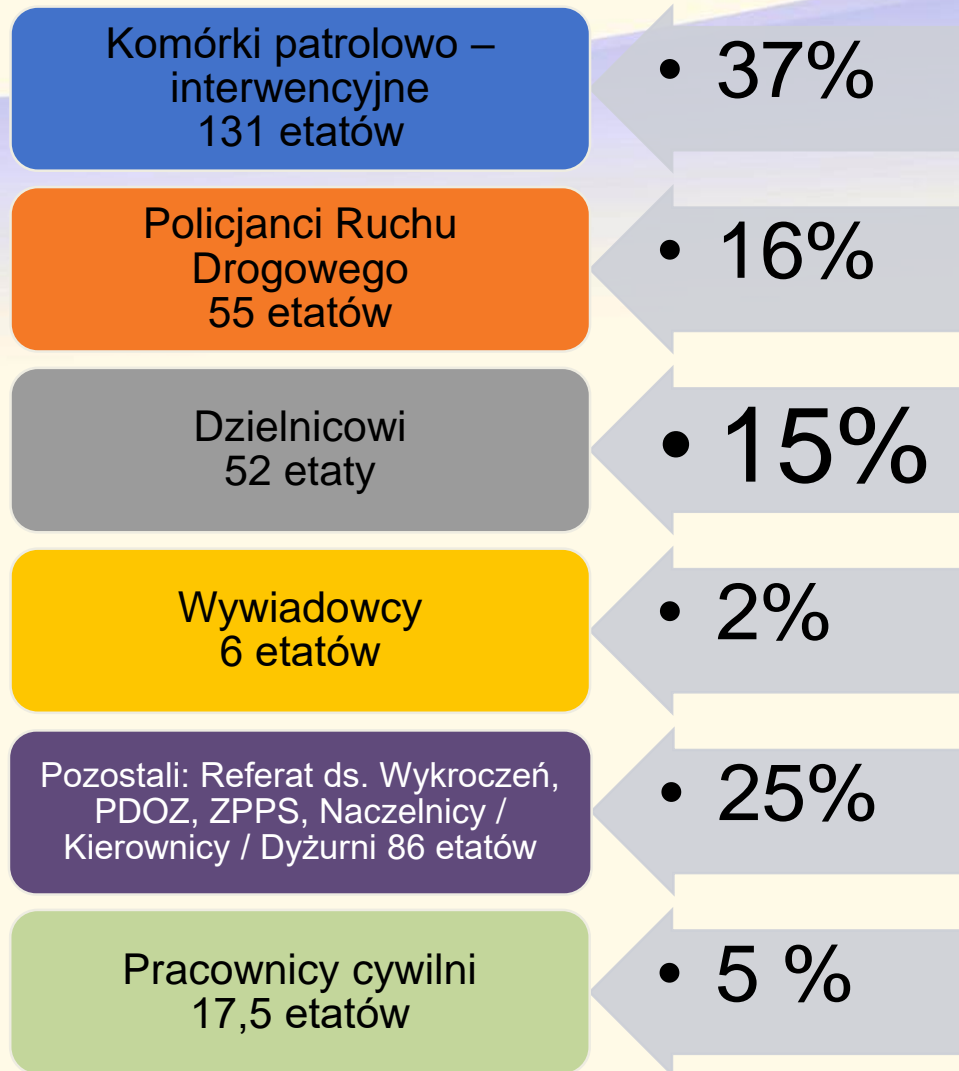 Komórki patrolowo –
interwencyjne
131 etatów
• 37%
Policjanci Ruchu
Drogowego
55 etatów
• 16%
Dzielnicowi
52 etaty
• 15%
Wywiadowcy
6 etatów
• 2%
Pozostali: Referat ds. Wykroczeń,
PDOZ, ZPPS, Naczelnicy /
Kierownicy / Dyżurni 86 etatów
• 25%
Pracownicy cywilni
17,5 etatów
• 5 %